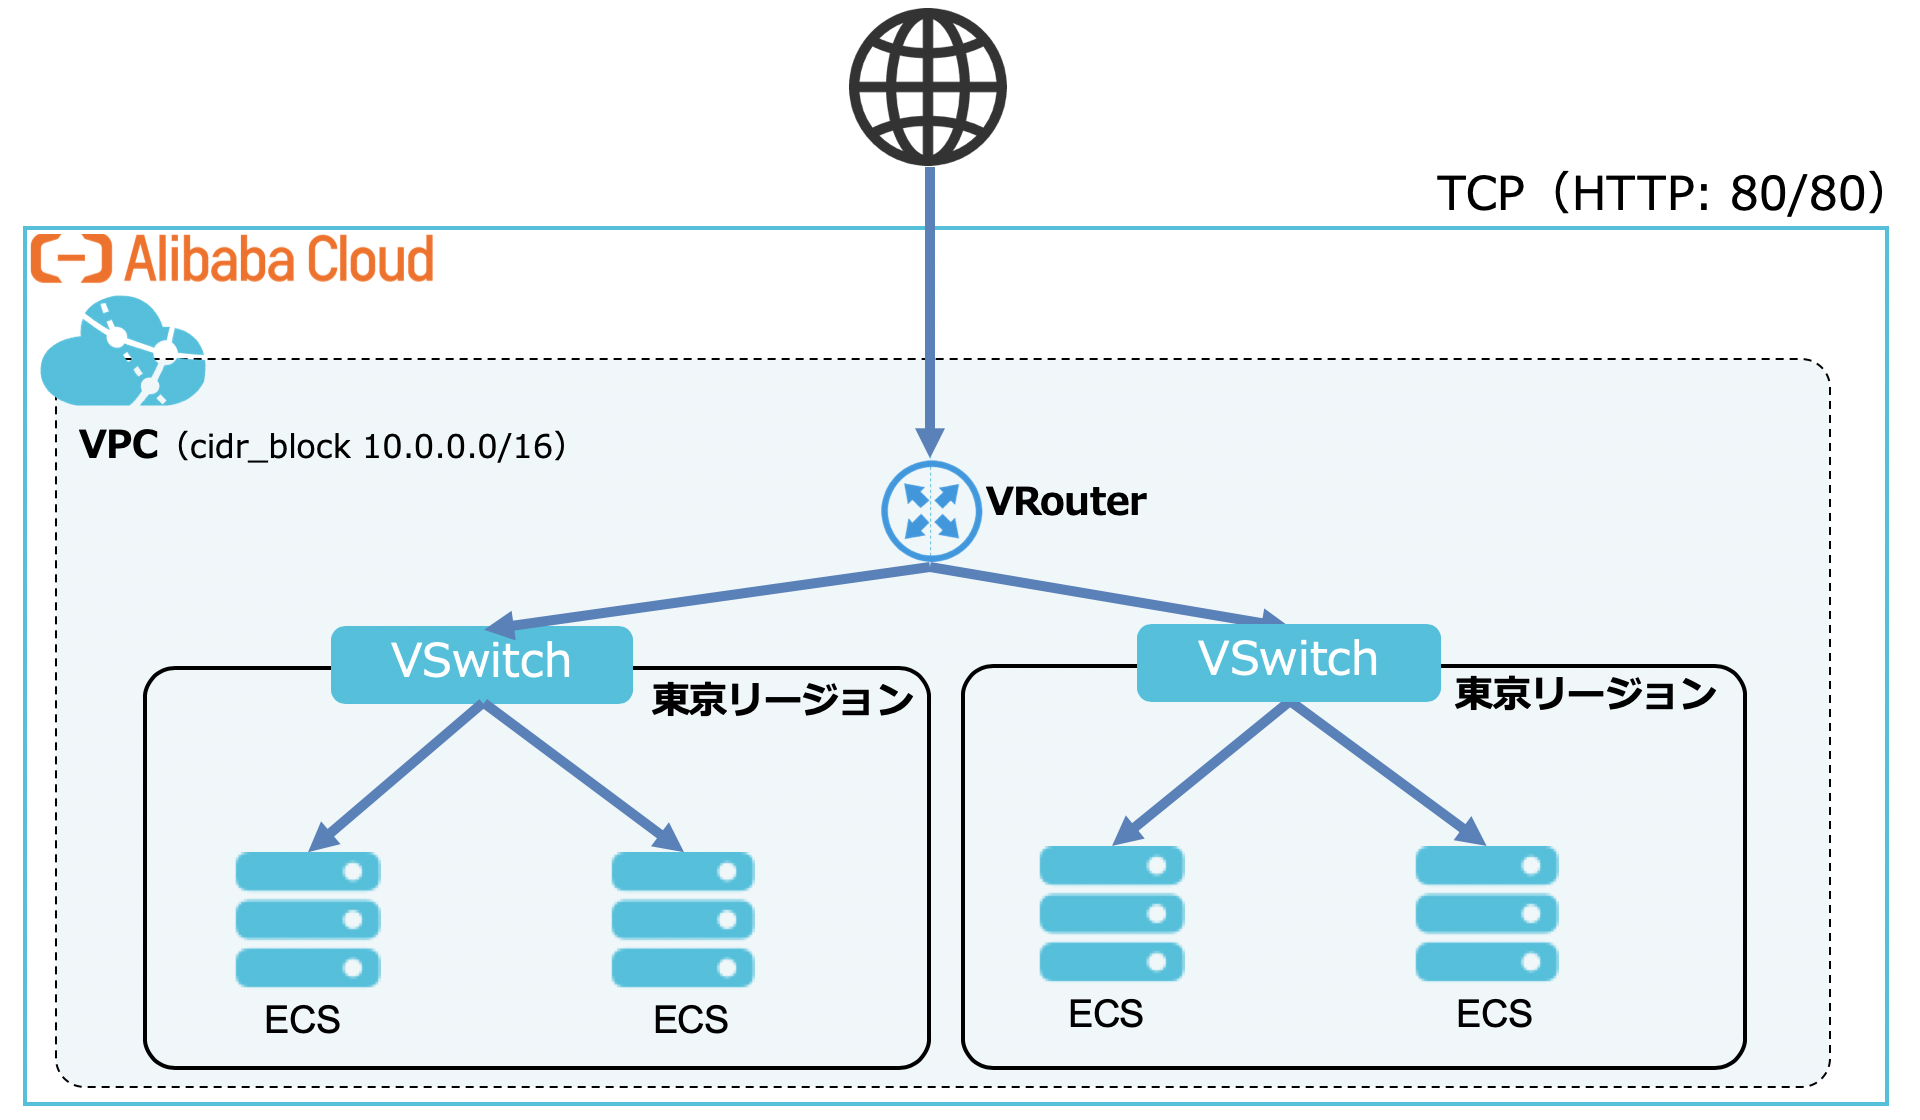 TCP（HTTP: 80/80）
Alibaba Cloud
VPC（cidr_block 10.0.0.0/16）
VRouter
VSwitch
VSwitch
東京リージョン
東京リージョン
ECS
ECS
ECS
ECS